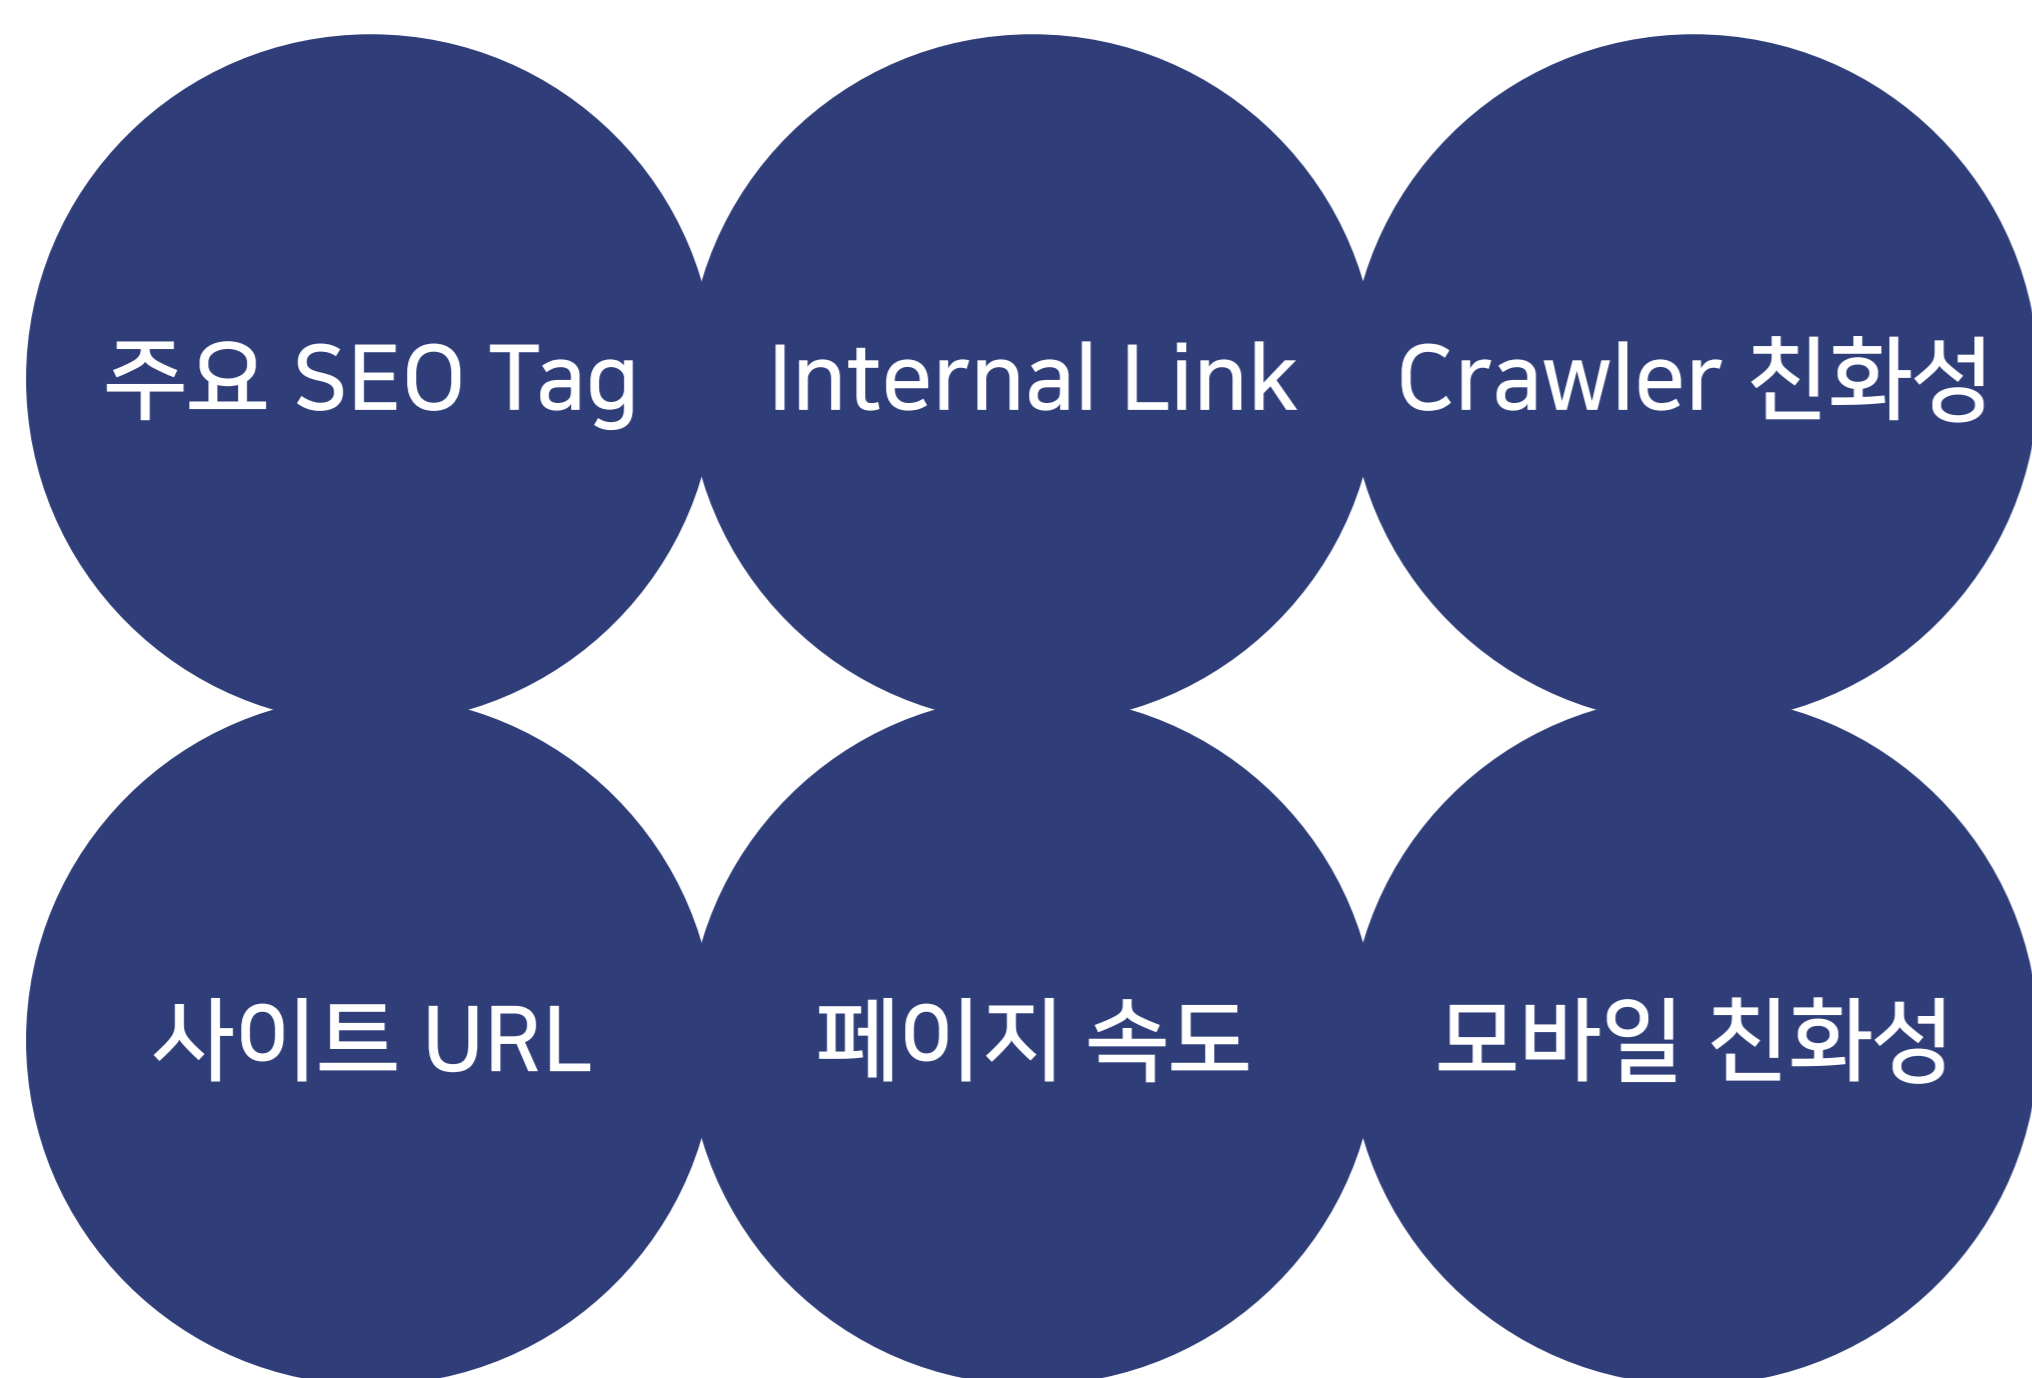 주요 SEO Tag
Internal Link
Crawler 친화성
사이트 URL
페이지 속도
모바일 친화성